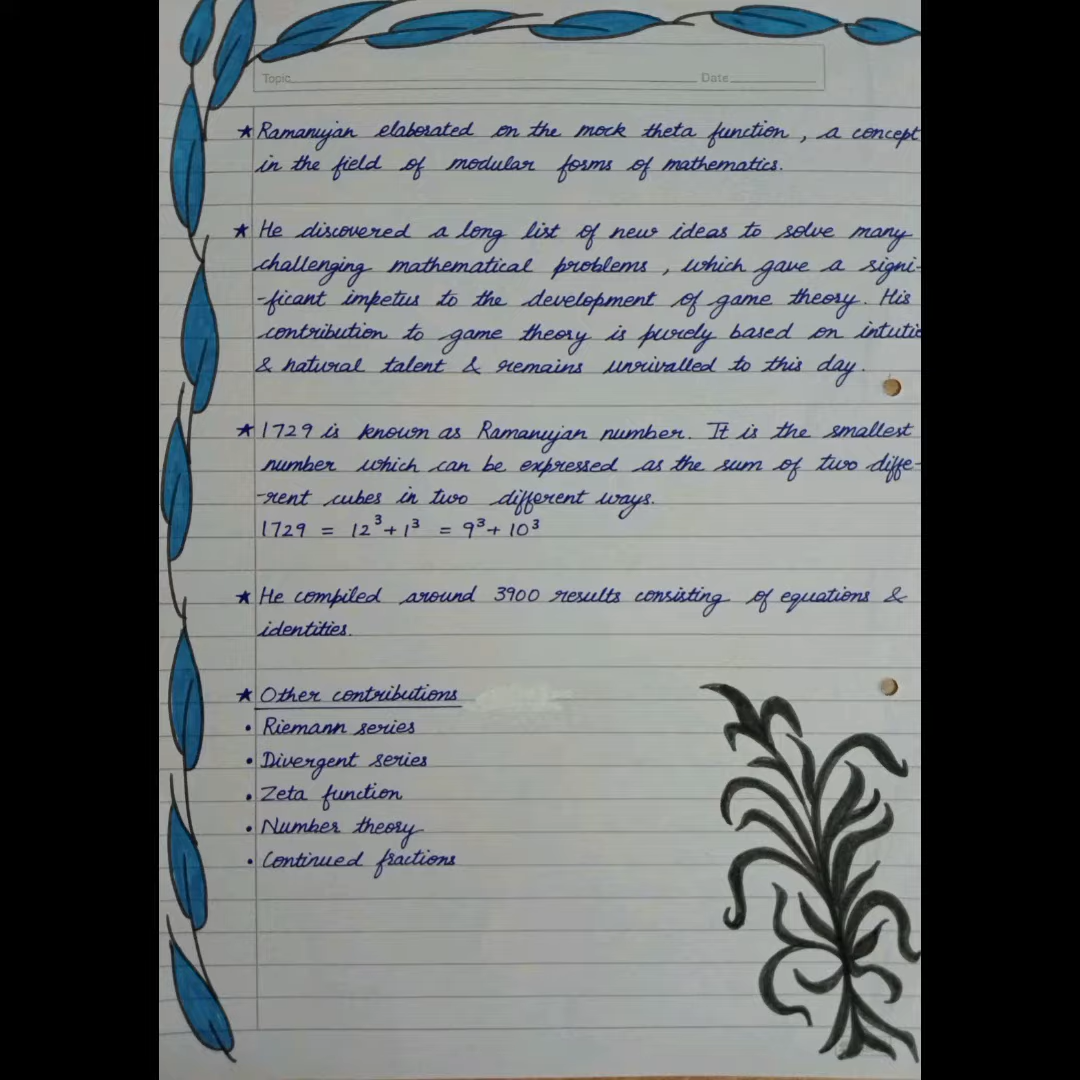 Topic Date
★ Ramanujan elaborated on the mock theta function, a concept
in the field of modular forms of mathematics.
★ He discovered a long list of new ideas to solve many
challenging mathematical problems, which gave a signi-
-ficant impetus to the development of game theory. His
contribution to game theory is purely based on intutio
& natural talent & remains unrivalled to this day.
★ 1729 is known as Ramanujan number. It is the smallest
number which can be expressed as the sum of two diffe-
-rent cubes in two different ways.
1729 = 12³ + 1³ = 9³ + 10³
★ He compiled around 3900 results consisting of equations &
identities.
★ Other contributions
• Riemann series
• Divergent series
• Zeta function
• Number theory
• Continued fractions